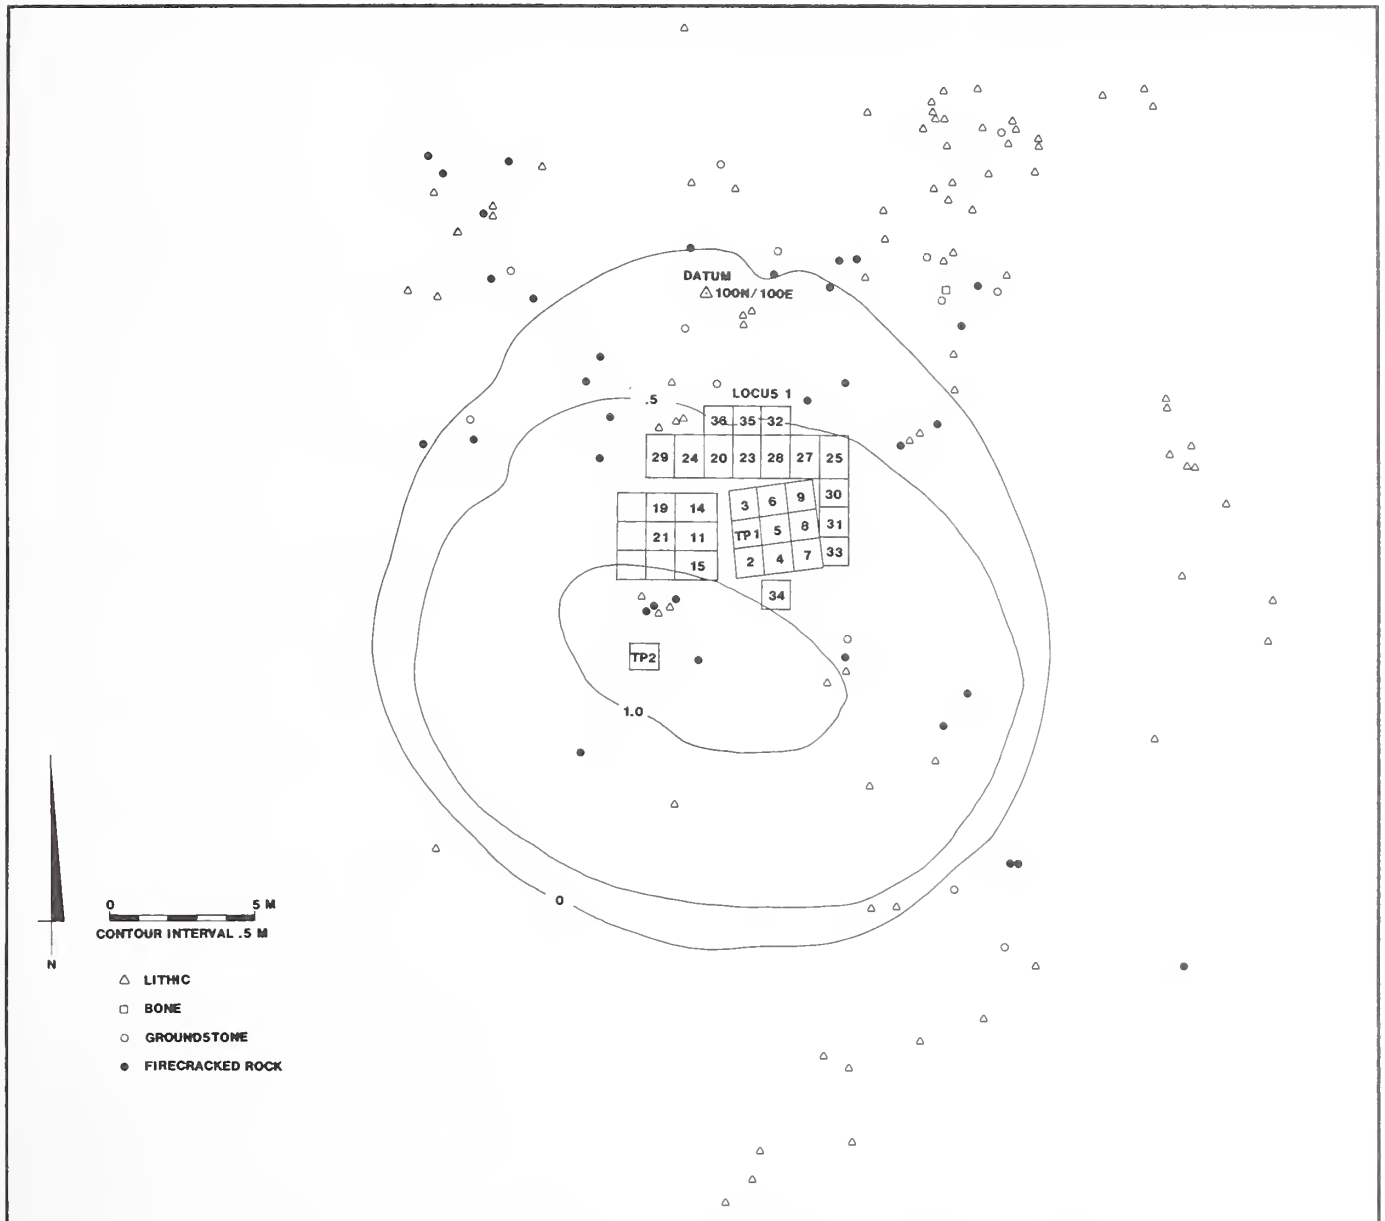 DATUM
100N/100E
LOCUS 1
.5
36 35 32
29 24 20 23 28 27 25
3 6 9 30
19 14
TP1 5 8 31
21 11
2 4 7 33
15
34
TP2
1.0
0
0 5 M
CONTOUR INTERVAL .5 M
N
LITHIC
BONE
GROUNDSTONE
FIRECRACKED ROCK